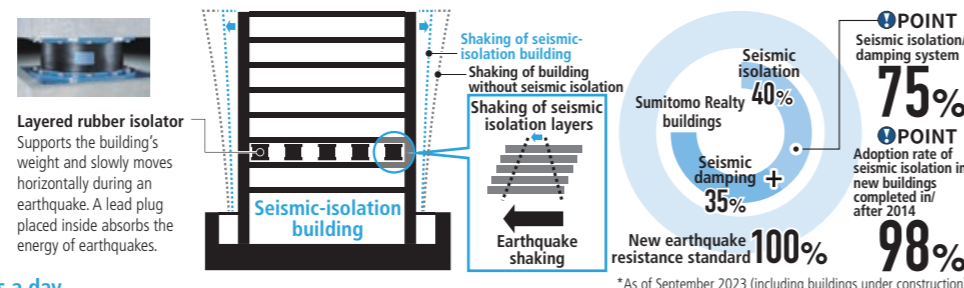 Layered rubber isolator
Supports the building's
weight and slowly moves
horizontally during an
earthquake. A lead plug
placed inside absorbs the
energy of earthquakes.
Shaking of seismic-
isolation building
Shaking of building
without seismic isolation
Seismic-isolation
building
Shaking of seismic
isolation layers
Earthquake
shaking
Seismic
isolation
40%
Sumitomo Realty
buildings
Seismic
damping
35%
+
New earthquake
resistance standard 100%
POINT
Seismic isolation/
damping system
75%
POINT
Adoption rate of
seismic isolation in
new buildings
completed in/
after 2014
98%
*As of September 2023 (including buildings under construction)
s a day